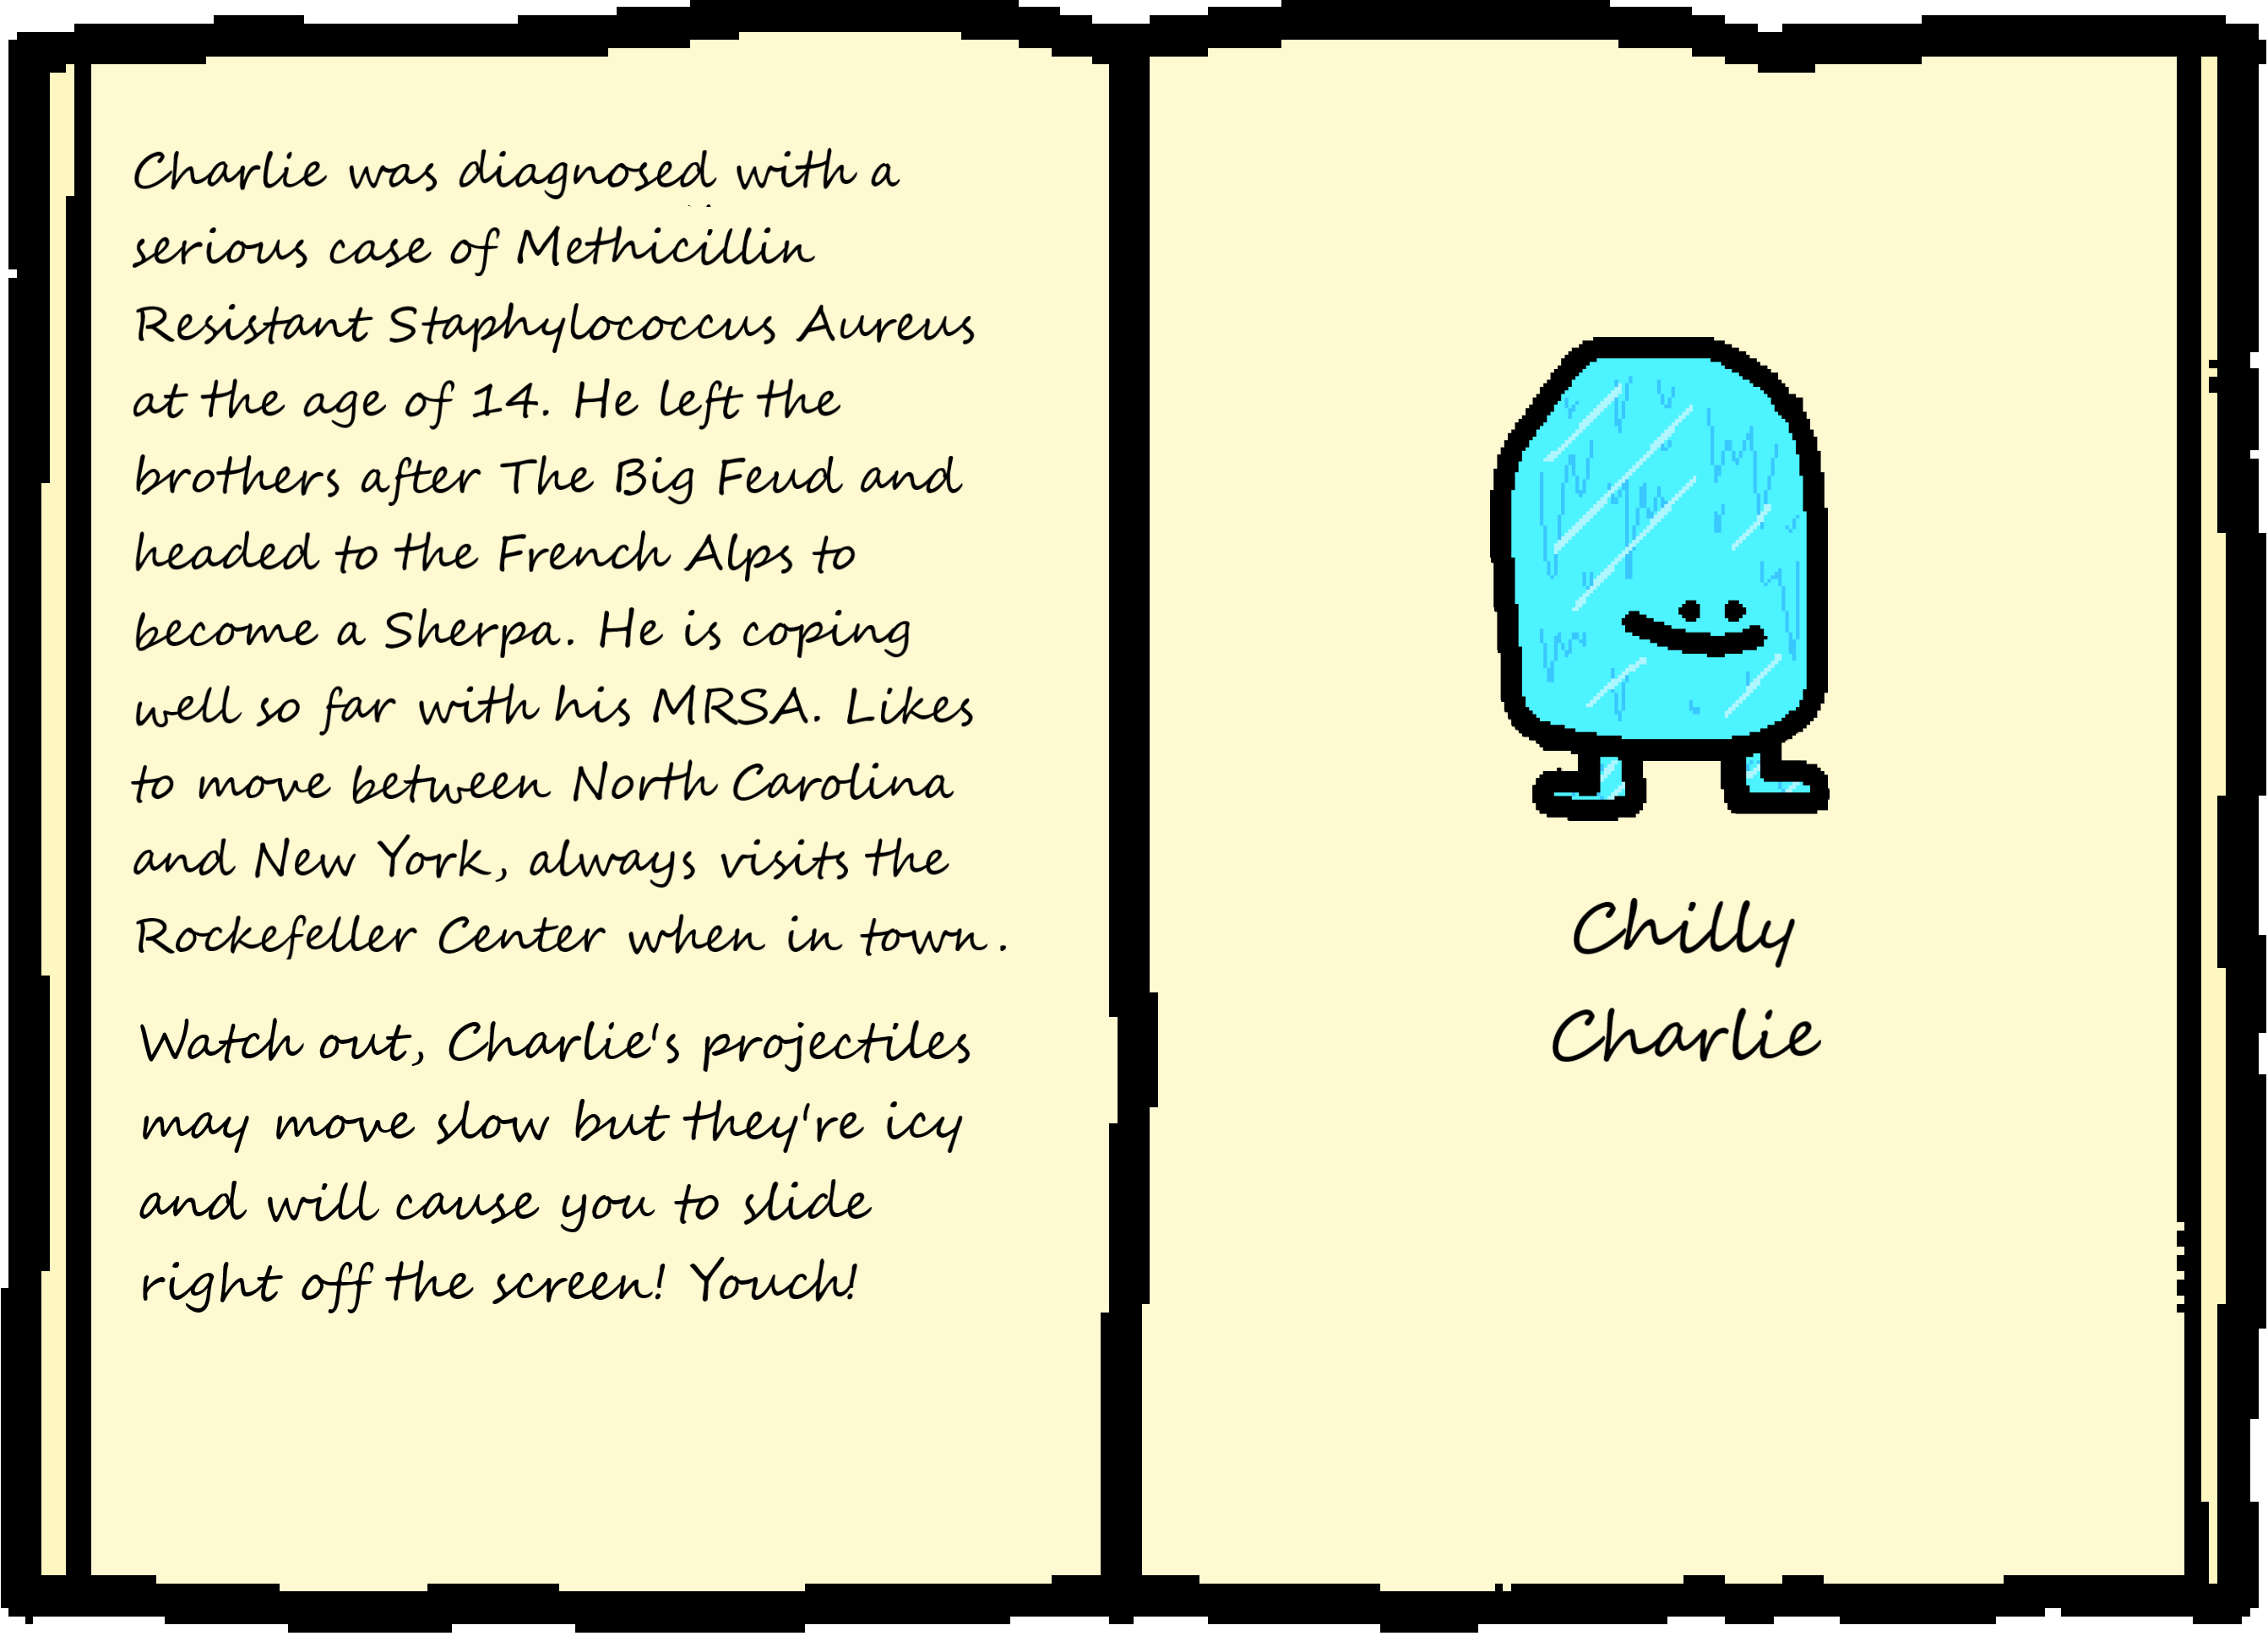 Charlie was diagnosed with a
serious case of Methicillin
Resistant Staphylococcus Aureus
at the age of 14. He left the
brothers after The Big Feud and
headed to the French Alps to
become a Sherpa. He is coping
well so far with his MRSA. Likes
to move between North Carolina
and New York, always visits the
Rockefeller Center when in town.
Watch out, Charlie's projectiles
may move slow but they're icy
and will cause you to slide
right off the screen! Youch!
Chilly
Charlie